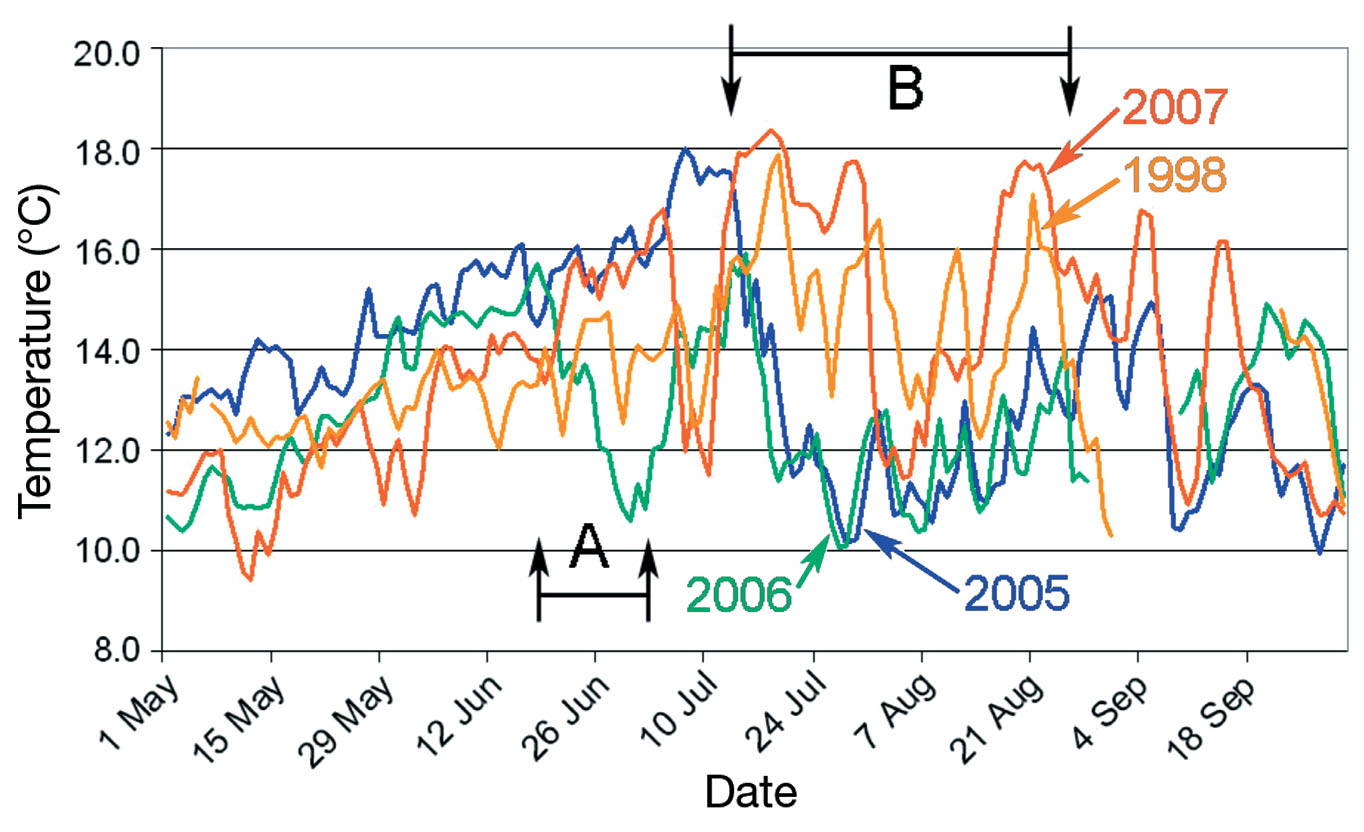 20.0
18.0
16.0
14.0
12.0
10.0
8.0
Temperature (°C)
B
2007
1998
A
2006
2005
1 May
15 May
29 May
12 Jun
26 Jun
10 Jul
24 Jul
7 Aug
21 Aug
4 Sep
18 Sep
Date